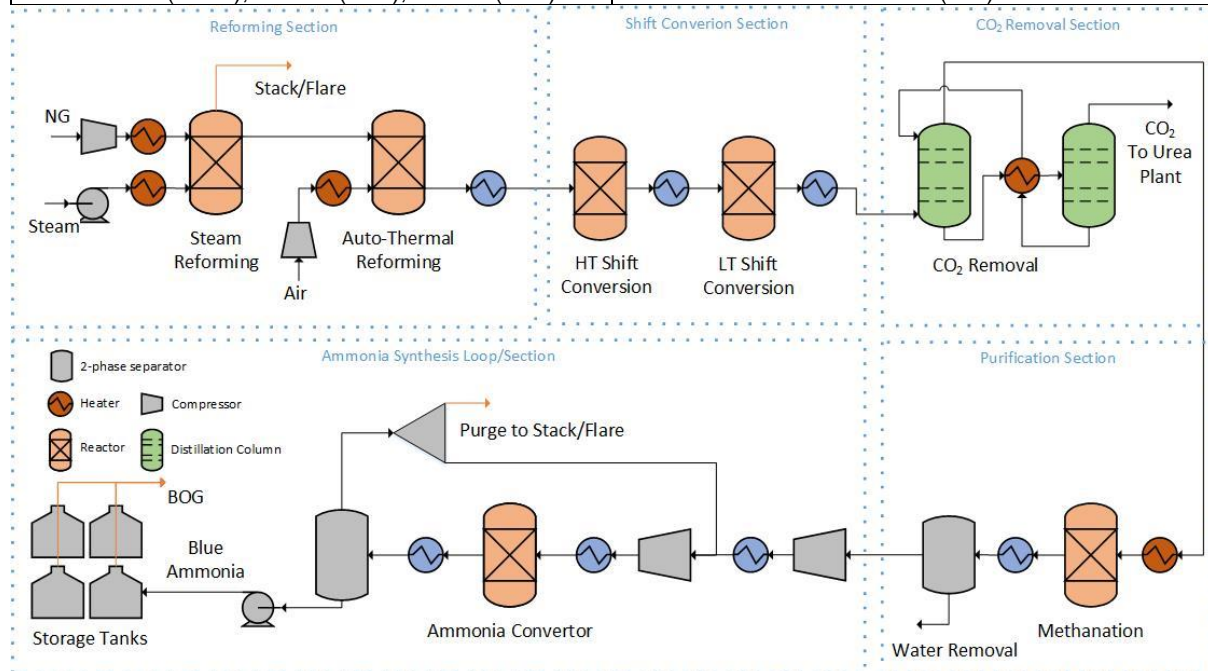 Reforming Section
Shift Converion Section
CO₂ Removal Section
Stack/Flare
NG
Steam
Steam
Reforming
Auto-Thermal
Reforming
Air
HT Shift
Conversion
LT Shift
Conversion
CO₂
To Urea
Plant
CO₂ Removal
Ammonia Synthesis Loop/Section
Purification Section
2-phase separator
Heater
Compressor
Reactor
Distillation Column
Purge to Stack/Flare
BOG
Blue
Ammonia
Storage Tanks
Ammonia Convertor
Water Removal
Methanation